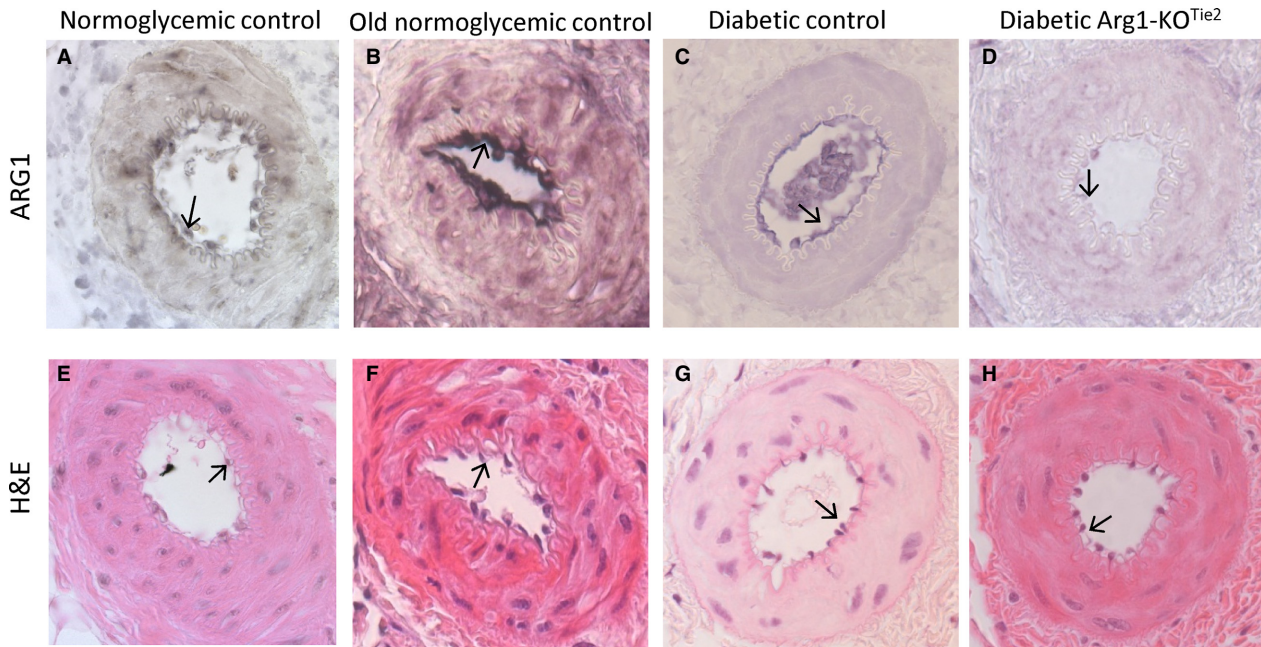 Normoglycemic control Old normoglycemic control Diabetic control Diabetic Arg1-KOTie2
A B C D
ARG1
E F G H
H&E